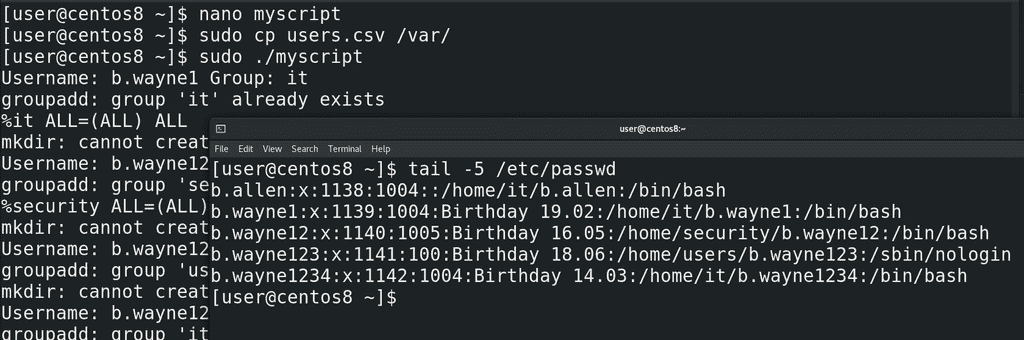 [user@centos8 ~]$ nano myscript
[user@centos8 ~]$ sudo cp users.csv /var/
[user@centos8 ~]$ sudo ./myscript
Username: b.wayne1 Group: it
groupadd: group 'it' already exists
%it ALL=(ALL) ALL
mkdir: cannot creat
Username: b.wayne12
groupadd: group 'se
%security ALL=(ALL)
mkdir: cannot creat
Username: b.wayne12
groupadd: group 'us
mkdir: cannot creat
Username: b.wayne12
groupadd: group 'it
user@centos8:~
File Edit View Search Terminal Help
[user@centos8 ~]$ tail -5 /etc/passwd
b.allen:x:1138:1004::/home/it/b.allen:/bin/bash
b.wayne1:x:1139:1004:Birthday 19.02:/home/it/b.wayne1:/bin/bash
b.wayne12:x:1140:1005:Birthday 16.05:/home/security/b.wayne12:/bin/bash
b.wayne123:x:1141:100:Birthday 18.06:/home/users/b.wayne123:/sbin/nologin
b.wayne1234:x:1142:1004:Birthday 14.03:/home/it/b.wayne1234:/bin/bash
[user@centos8 ~]$